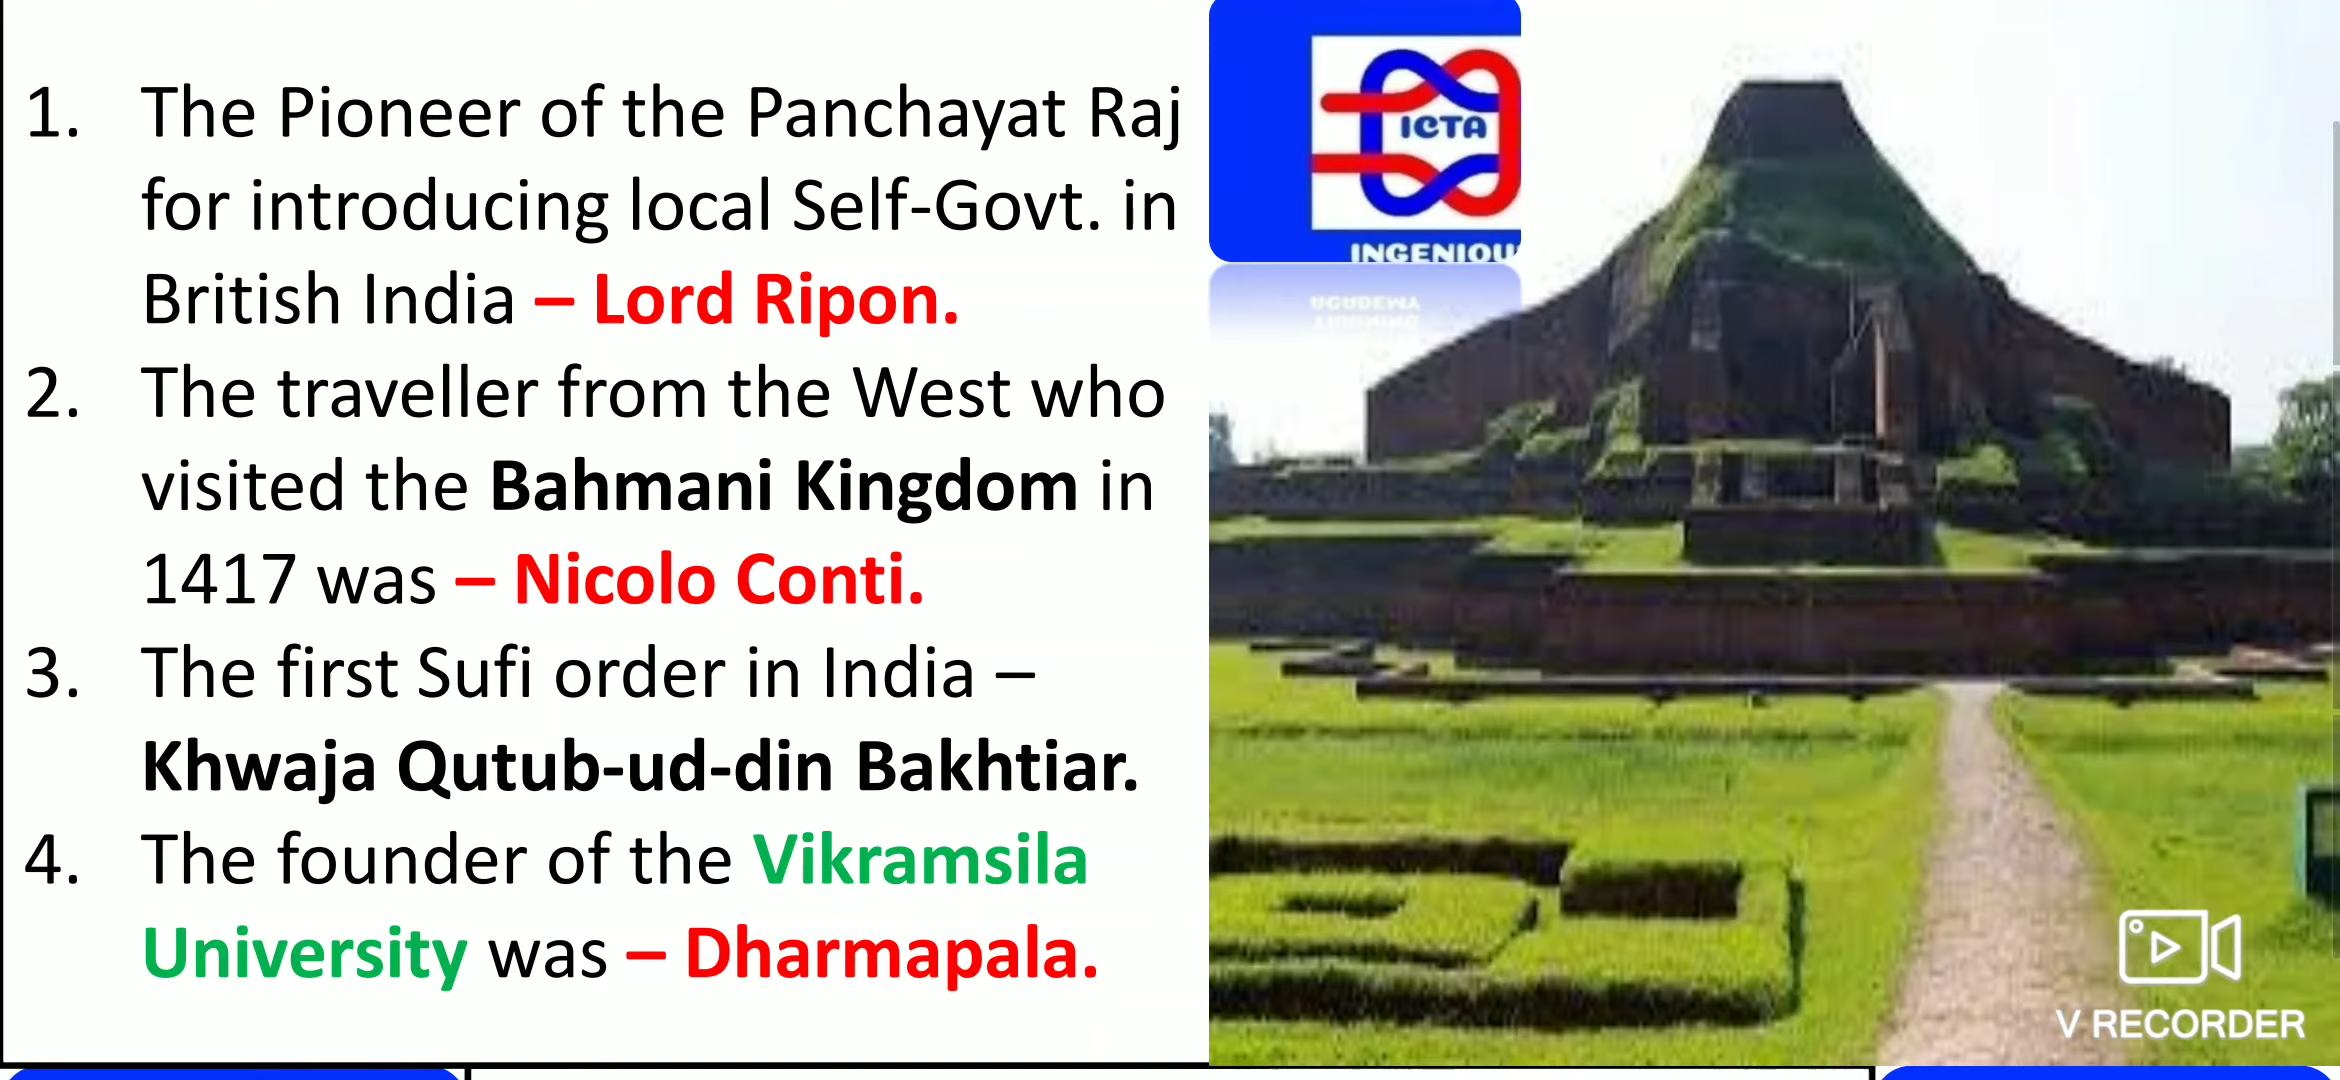 1. The Pioneer of the Panchayat Raj
for introducing local Self-Govt. in
British India – Lord Ripon.
2. The traveller from the West who
visited the Bahmani Kingdom in
1417 was – Nicolo Conti.
3. The first Sufi order in India –
Khwaja Qutub-ud-din Bakhtiar.
4. The founder of the Vikramsila
University was – Dharmapala.
ICTA
V RECORDER